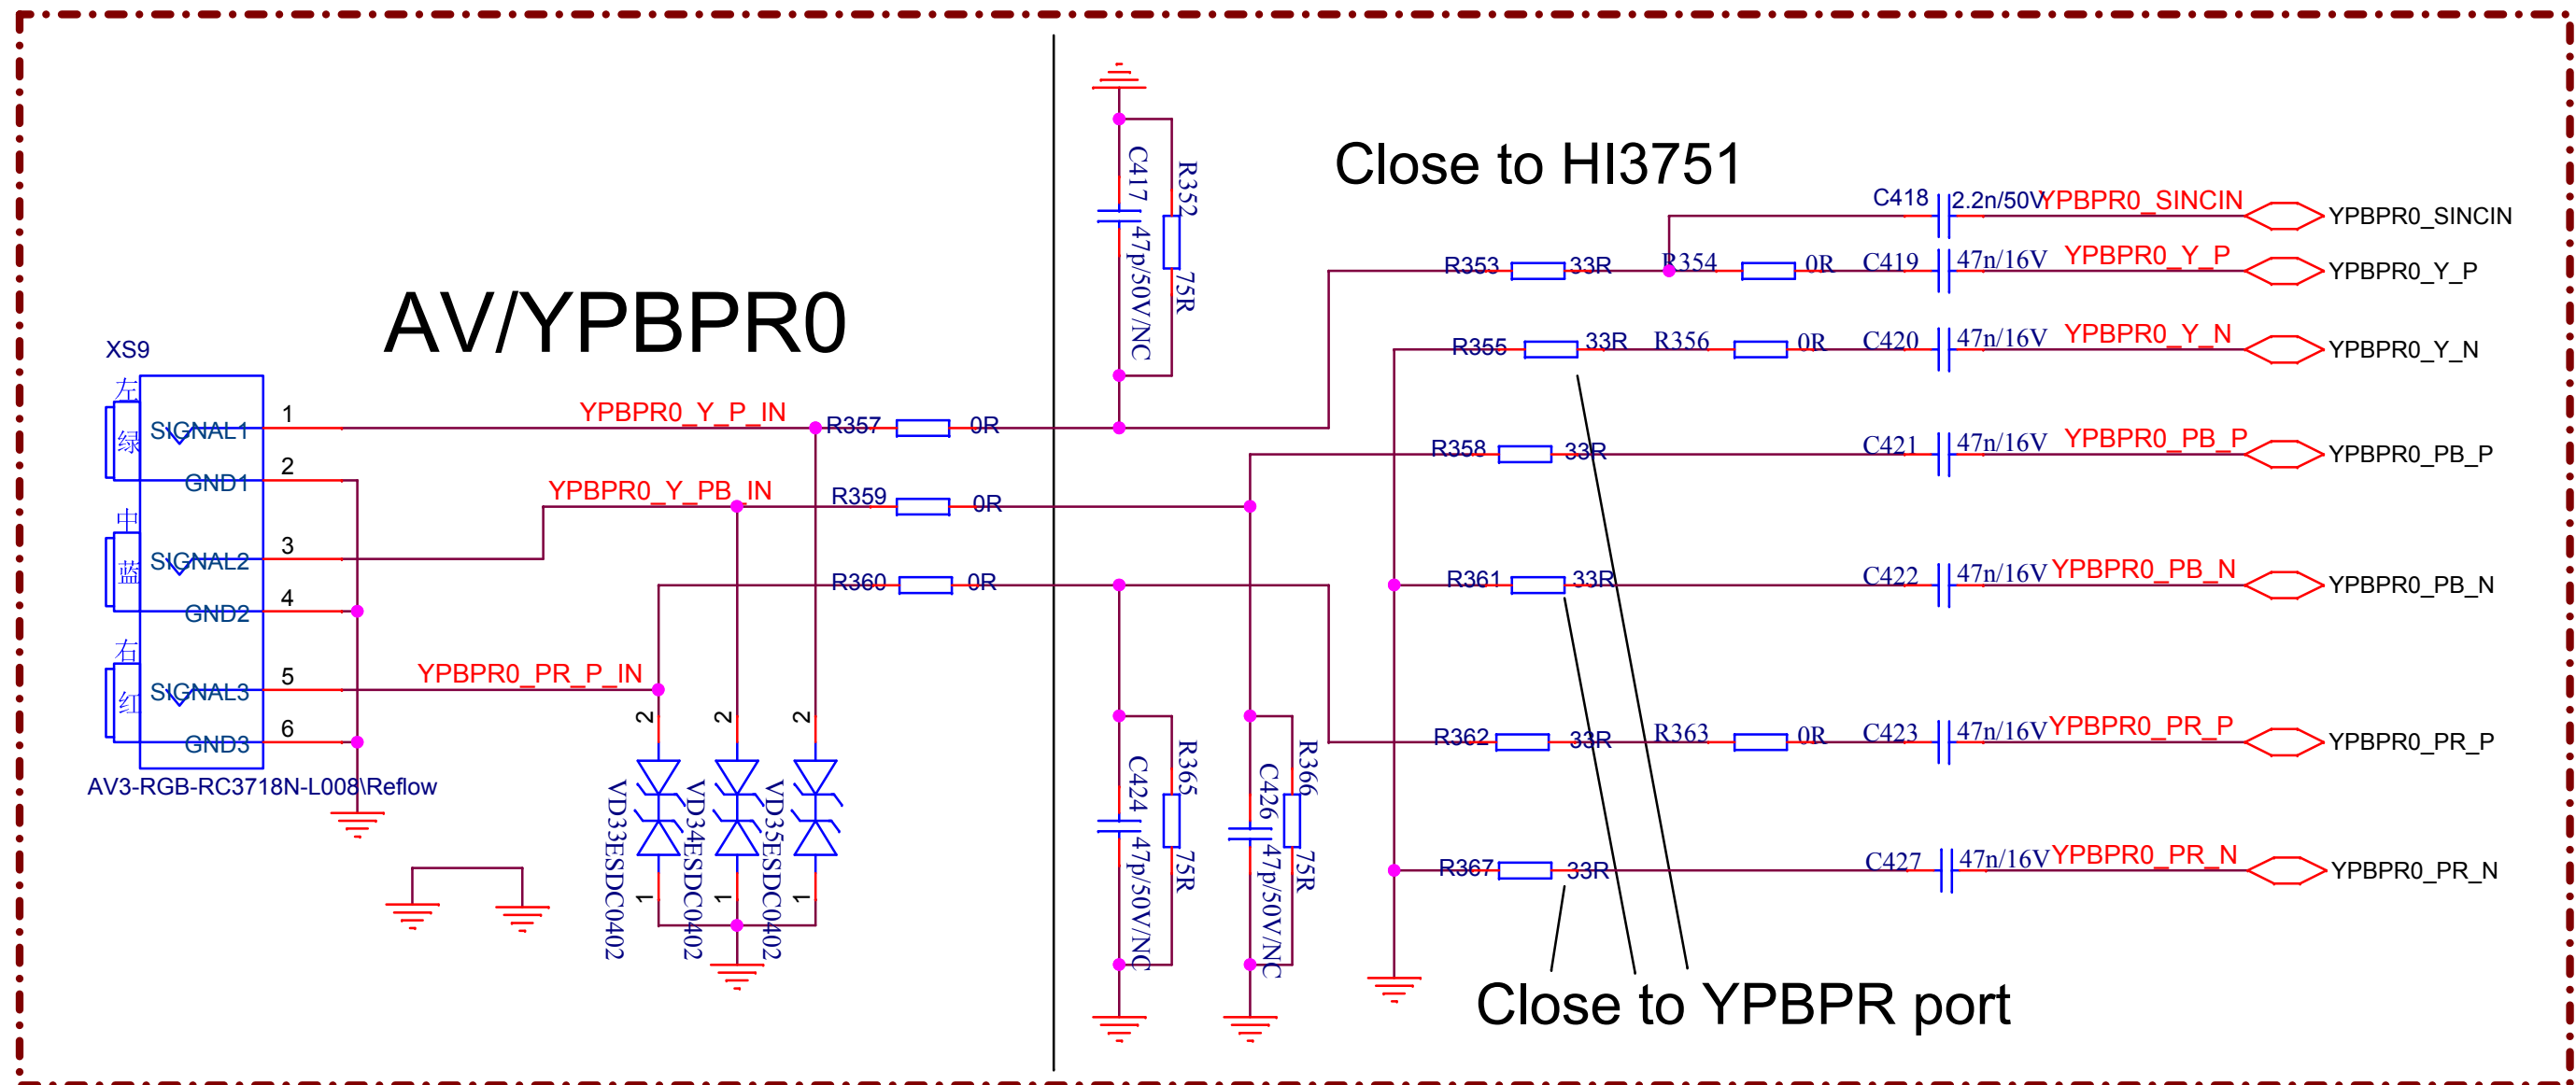 AV/YPBPR0
Close to HI3751
XS9
左
绿
SIGNAL1
1
GND1
2
中
蓝
SIGNAL2
3
GND2
4
右
红
SIGNAL3
5
GND3
6
AV3-RGB-RC3718N-L008\Reflow
YPBPR0_Y_P_IN
R357
0R
YPBPR0_Y_PB_IN
R359
0R
R360
0R
YPBPR0_PR_P_IN
2
2
2
VD33ESDC0402
VD34ESDC0402
VD35ESDC0402
1
1
1
C417
47p/50V/NC
R352
75R
C424
47p/50V/NC
R365
75R
C426
47p/50V/NC
R366
75R
C418 2.2n/50V YPBPR0_SINCIN YPBPR0_SINCIN
R353 33R R354 0R C419 47n/16V YPBPR0_Y_P YPBPR0_Y_P
R355 33R R356 0R C420 47n/16V YPBPR0_Y_N YPBPR0_Y_N
R358 33R C421 47n/16V YPBPR0_PB_P YPBPR0_PB_P
R361 33R C422 47n/16V YPBPR0_PB_N YPBPR0_PB_N
R362 33R R363 0R C423 47n/16V YPBPR0_PR_P YPBPR0_PR_P
R367 33R C427 47n/16V YPBPR0_PR_N YPBPR0_PR_N
Close to YPBPR port